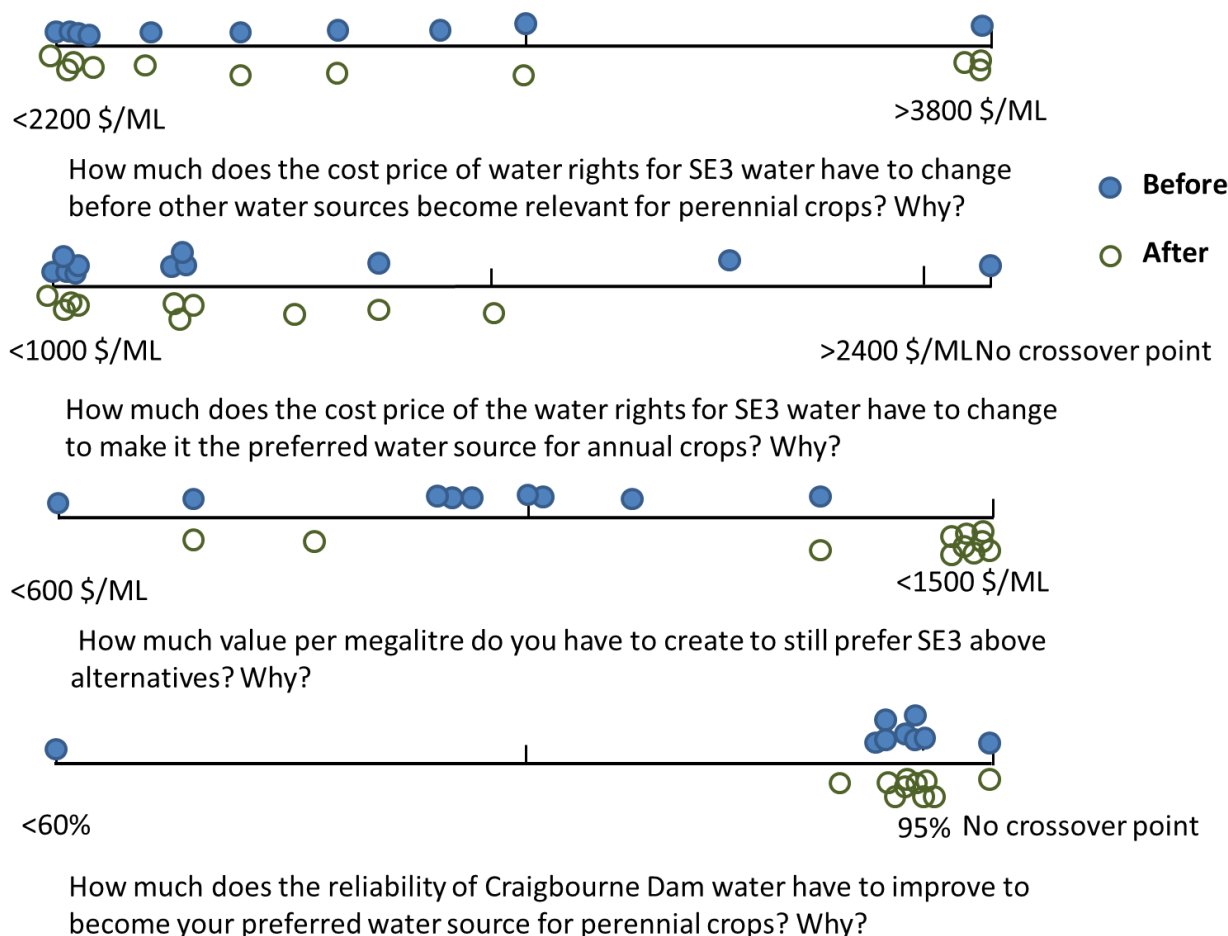 <2200 $/ML
>3800 $/ML
How much does the cost price of water rights for SE3 water have to change
before other water sources become relevant for perennial crops? Why?
Before
After
<1000 $/ML
>2400 $/ML No crossover point
How much does the cost price of the water rights for SE3 water have to change
to make it the preferred water source for annual crops? Why?
<600 $/ML
<1500 $/ML
How much value per megalitre do you have to create to still prefer SE3 above
alternatives? Why?
<60%
95% No crossover point
How much does the reliability of Craigbourne Dam water have to improve to
become your preferred water source for perennial crops? Why?